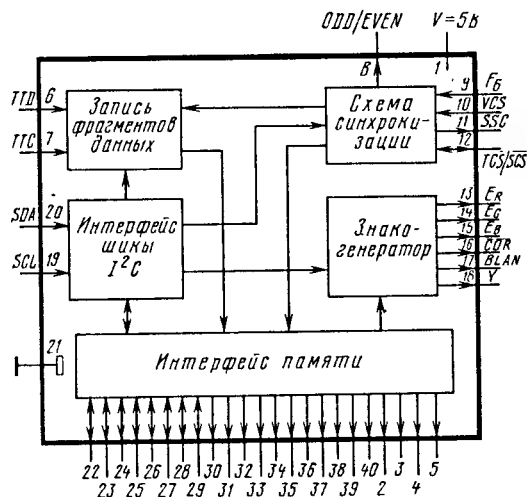 ODD/EVEN V=5в
8 1
TTD 6
TTC 7
Запись
фрагментов
данных
Схема
синхрони-
зации
9 F6
10 VCS
11 SSC
12 TCS/SCS
SDA 20
SCL 19
Интерфейс
шины
I²C
Знако-
генератор
13 ER
14 EG
15 EB
16 COR
17 BLAN
18 Y
21
Интерфейс памяти
22 24 26 28 30 32 34 36 38 40 3 5
23 25 27 29 31 33 35 37 39 2 4